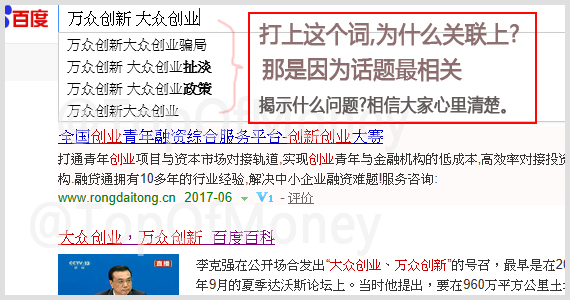 百度
万众创新 大众创业
万众创新大众创业骗局
万众创新 大众创业扯淡
万众创新 大众创业政策
万众创新大众创业
打上这个词,为什么关联上?
那是因为话题最相关
揭示什么问题?相信大家心里清楚。
全国创业青年融资综合服务平台-创新创业大赛
打通青年创业项目与资本市场对接轨道,实现创业青年与金融机构的低成本,高效率对接投资
构.融贷通拥有10多年的行业经验,解决中小企业融资难题!服务咨询:
www.rongdaitong.cn 2017-06 V1 - 评价
@TopOfMoney
大众创业，万众创新_百度百科
CCTV 直播
李克强在公开场合发出“大众创业、万众创新”的号召，最早是在20
年9月的夏季达沃斯论坛上。当时他提出，要在960万平方公里土